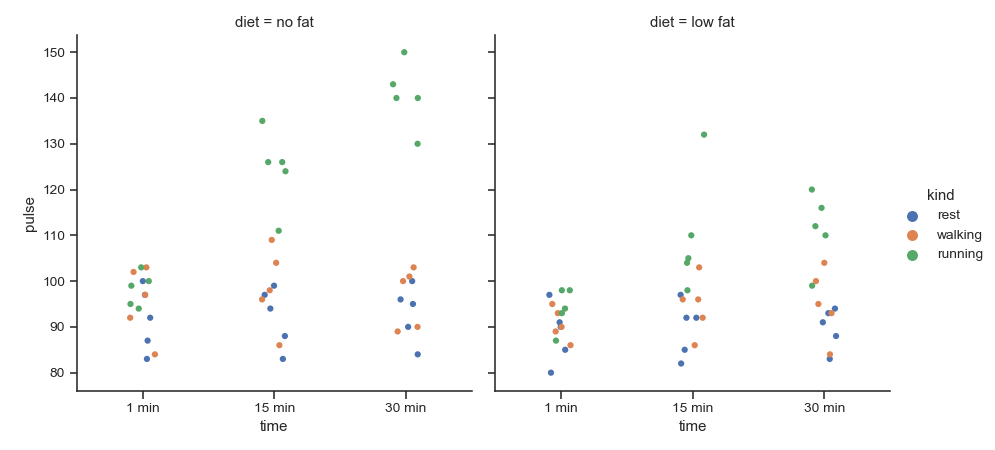 diet = no fat
diet = low fat
150
140
130
120
110
100
90
80
pulse
1 min
15 min
30 min
time
1 min
15 min
30 min
time
kind
rest
walking
running